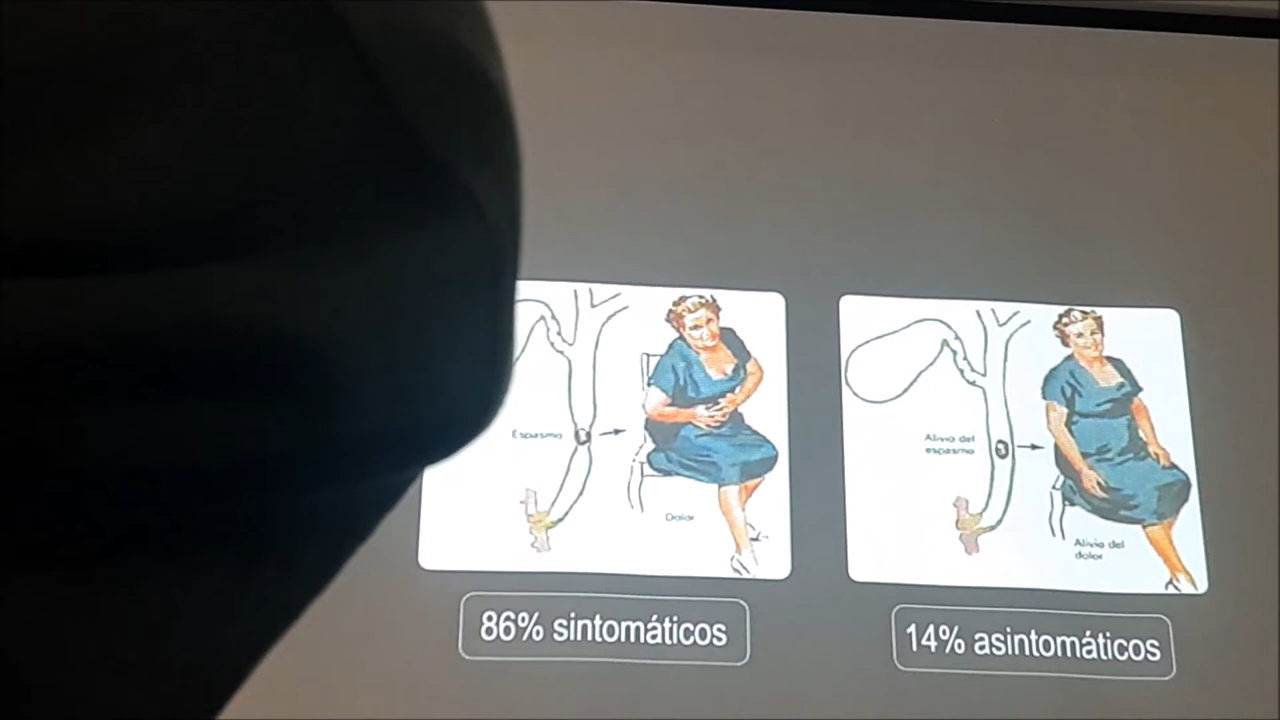 Espasmo
Dolor
86% sintomáticos
Alivio del
espasmo
Alivio del
dolor
14% asintomáticos